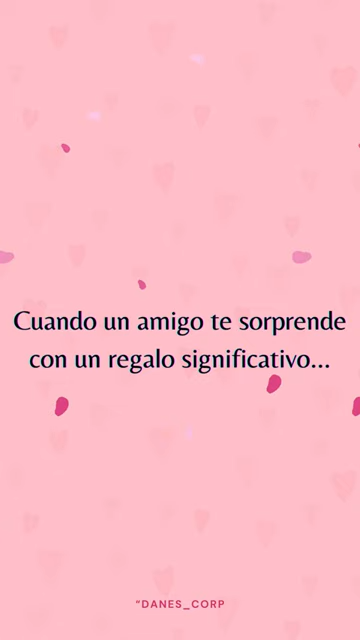 Cuando un amigo te sorprende
con un regalo significativo...
“DANES_CORP